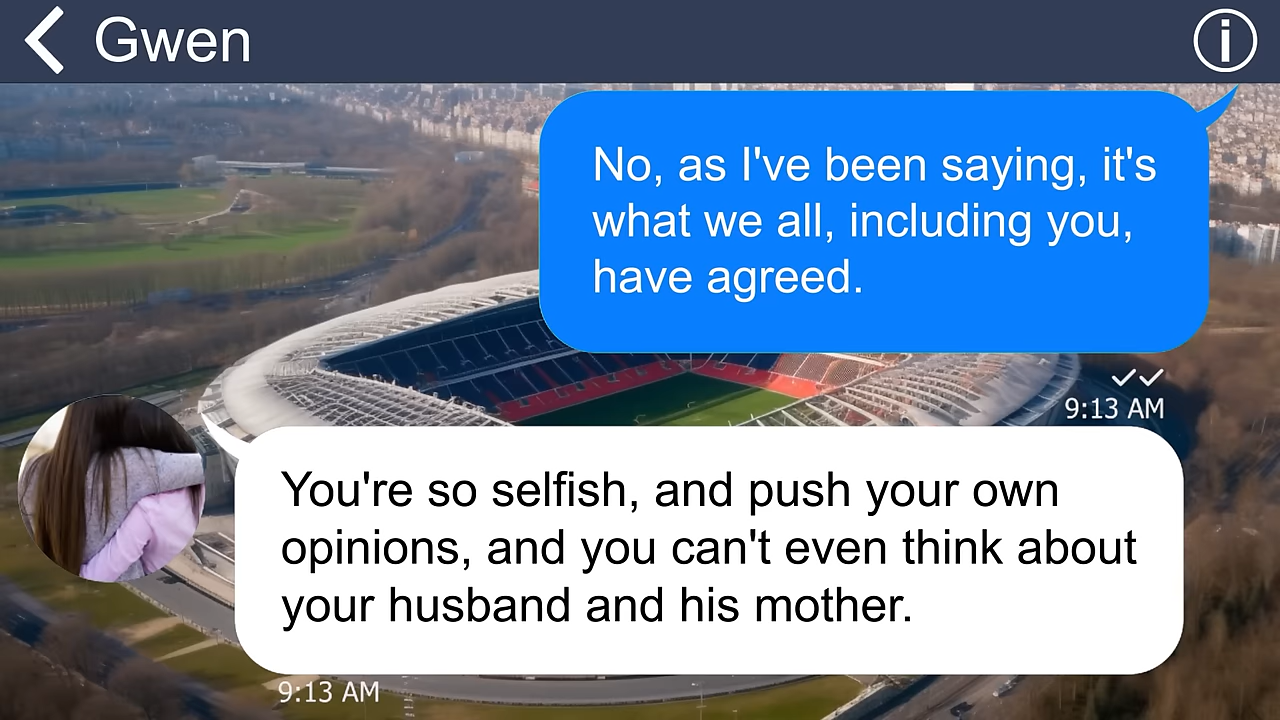 Gwen
No, as I've been saying, it's
what we all, including you,
have agreed.
9:13 AM
You're so selfish, and push your own
opinions, and you can't even think about
your husband and his mother.
9:13 AM